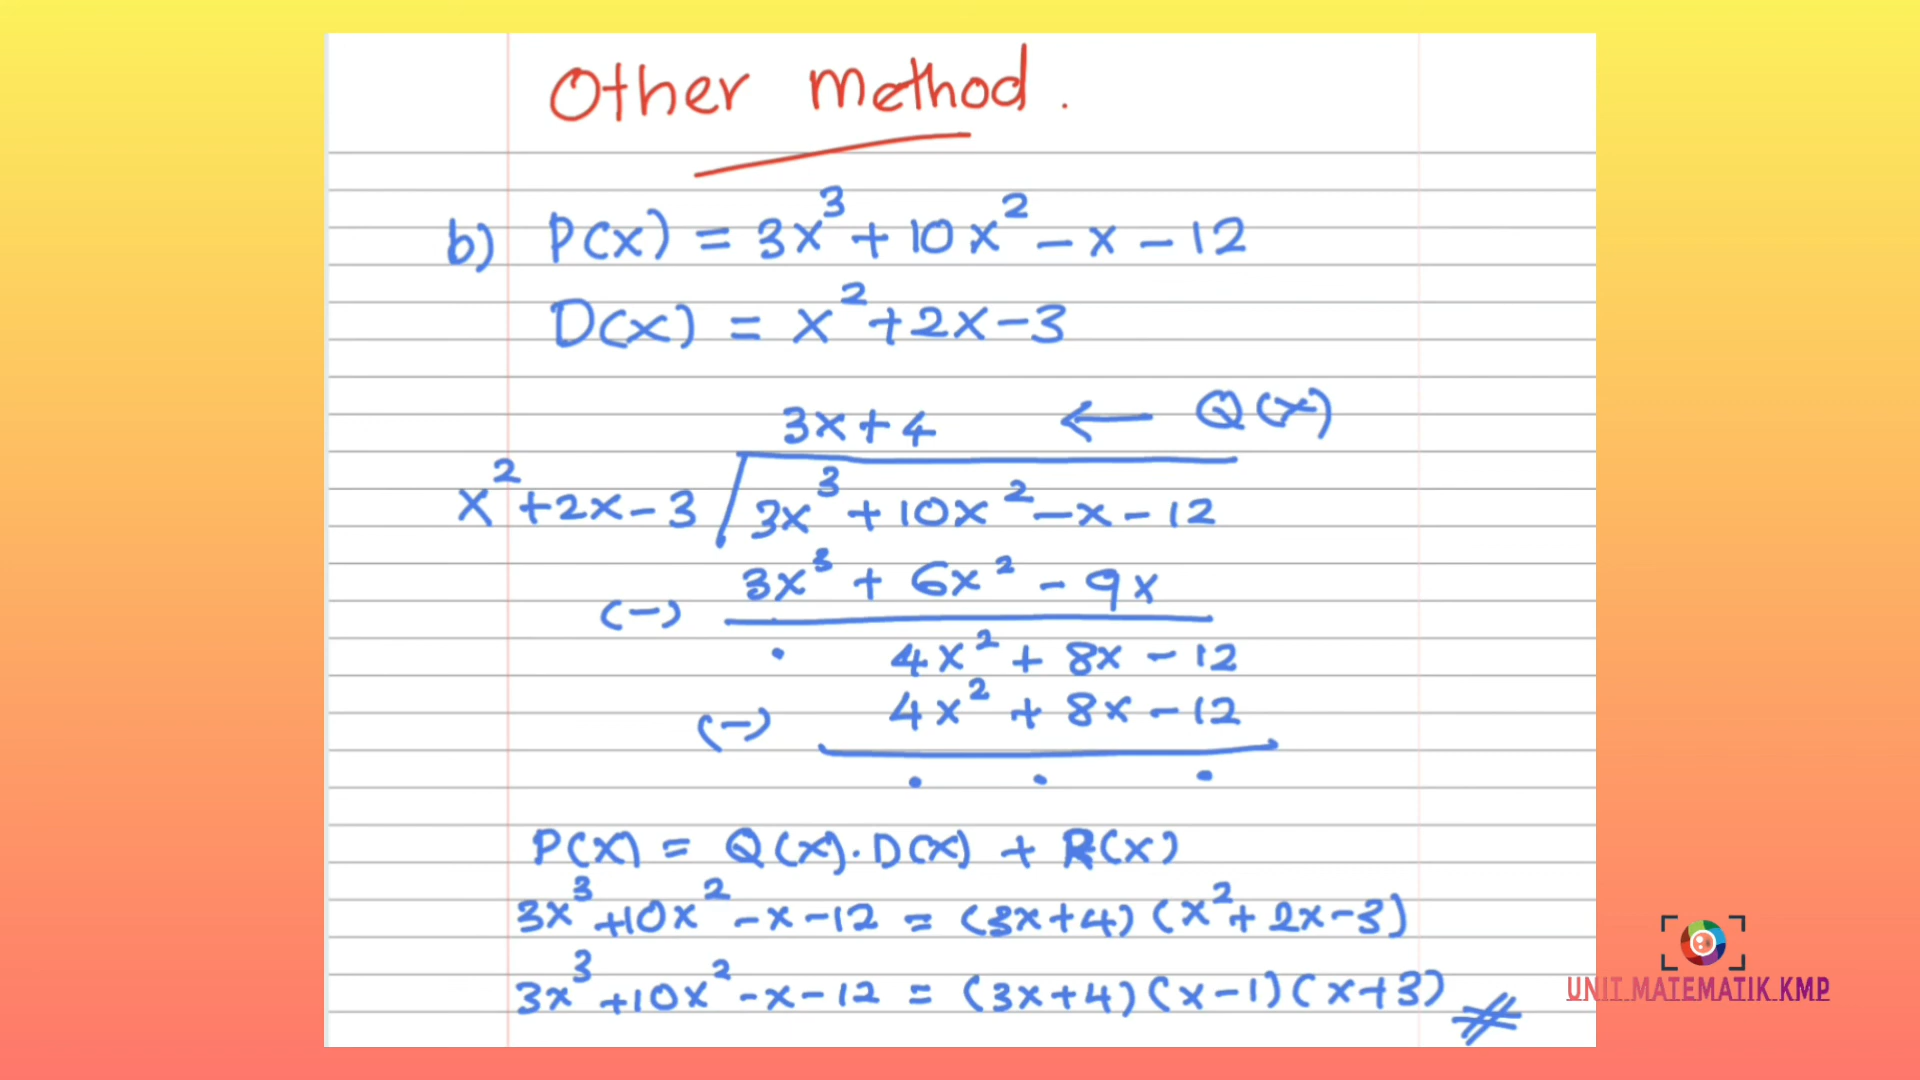 Other method.
b) P(x) = 3x³ + 10x² - x - 12
D(x) = x² + 2x - 3
3x + 4 ← Q(x)
x² + 2x - 3 √ 3x³ + 10x² - x - 12
(-) 3x³ + 6x² - 9x
. 4x² + 8x - 12
(-) 4x² + 8x - 12
. . .
P(x) = Q(x). D(x) + R(x)
3x³ + 10x² - x - 12 = (3x+4) (x² + 2x - 3)
3x³ + 10x² - x - 12 = (3x+4) (x-1) (x+3)
UNIT MATEMATIK KMP